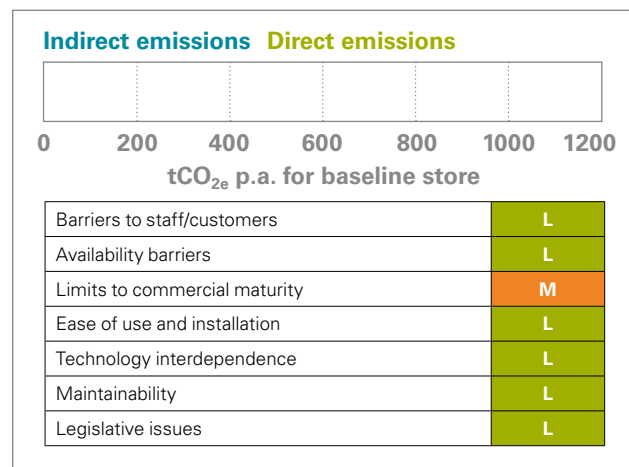 Indirect emissions Direct emissions
0 200 400 600 800 1000 1200
tCO2e p.a. for baseline store
Barriers to staff/customers L
Availability barriers L
Limits to commercial maturity M
Ease of use and installation L
Technology interdependence L
Maintainability L
Legislative issues L